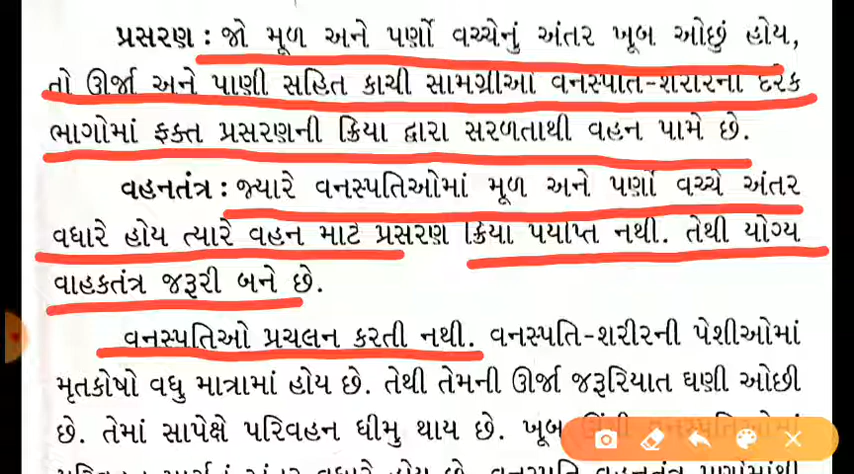 પ્રસરણ : જો મૂળ અને પર્ણો વચ્ચેનું અંતર ખૂબ ઓછું હોય,
તો ઊર્જા અને પાણી સહિત કાચી સામગ્રીઓ વનસ્પતિ-શરીરના દરેક
ભાગોમાં ફક્ત પ્રસરણની ક્રિયા દ્વારા સરળતાથી વહન પામે છે.
વહનતંત્ર : જ્યારે વનસ્પતિઓમાં મૂળ અને પર્ણો વચ્ચે અંતર
વધારે હોય ત્યારે વહન માટે પ્રસરણ ક્રિયા પર્યાપ્ત નથી. તેથી યોગ્ય
વાહકતંત્ર જરૂરી બને છે.
વનસ્પતિઓ પ્રચલન કરતી નથી. વનસ્પતિ-શરીરની પેશીઓમાં
મૃતકોષો વધુ માત્રામાં હોય છે. તેથી તેમની ઊર્જા જરૂરિયાત ઘણી ઓછી
છે. તેમાં સાપેક્ષે પરિવહન ધીમુ થાય છે. ખૂબ